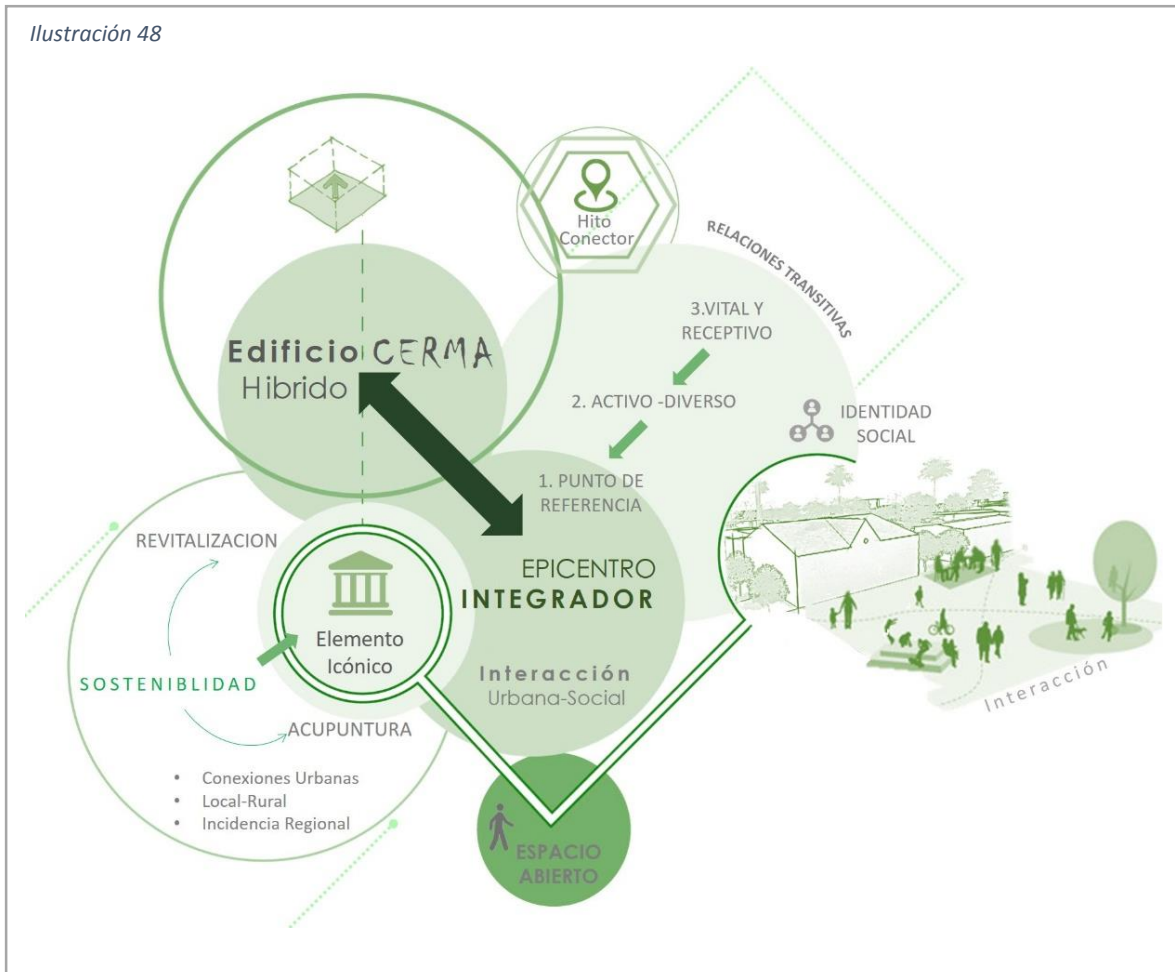 Ilustración 48
Hito
Conector
RELACIONES TRANSITIVAS
3.VITAL Y
RECEPTIVO
Edificio CERMA
Hibrido
2. ACTIVO -DIVERSO
IDENTIDAD
SOCIAL
1. PUNTO DE
REFERENCIA
REVITALIZACION
EPICENTRO
INTEGRADOR
Elemento
Icónico
SOSTENIBLIDAD
Interacción
Urbana-Social
Interacción
ACUPUNTURA
• Conexiones Urbanas
• Local-Rural
• Incidencia Regional
ESPACIO
ABIERTO